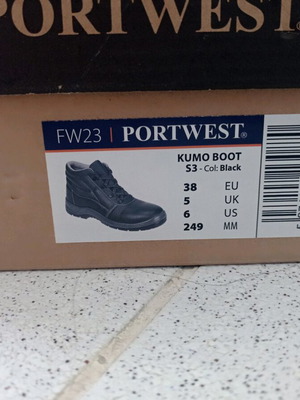 PORTWEST
FW23 | PORTWEST®
KUMO BOOT
S3 - Col: Black
38 EU
5 UK
6 US
249 MM